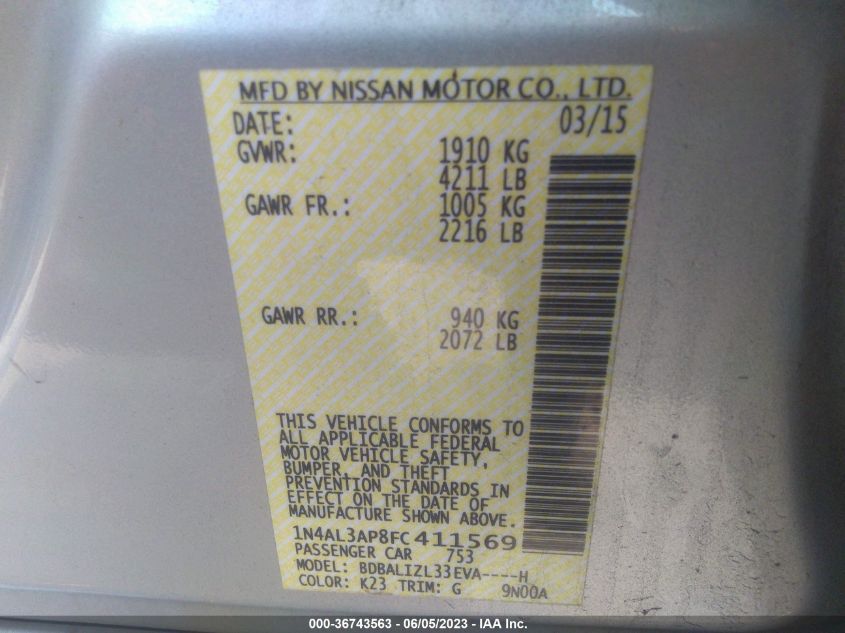 MFD BY NISSAN MOTOR CO., LTD.
DATE: 03/15
GVWR: 1910 KG
4211 LB
GAWR FR.: 1005 KG
2216 LB
GAWR RR.: 940 KG
2072 LB
THIS VEHICLE CONFORMS TO
ALL APPLICABLE FEDERAL
MOTOR VEHICLE SAFETY,
BUMPER, AND THEFT
PREVENTION STANDARDS IN
EFFECT ON THE DATE OF
MANUFACTURE SHOWN ABOVE.
1N4AL3AP8FC411569
PASSENGER CAR 753
MODEL: BDBALIZL33EVA----H
COLOR: K23 TRIM: G 9N00A
000-36743563 - 06/05/2023 - IAA Inc.